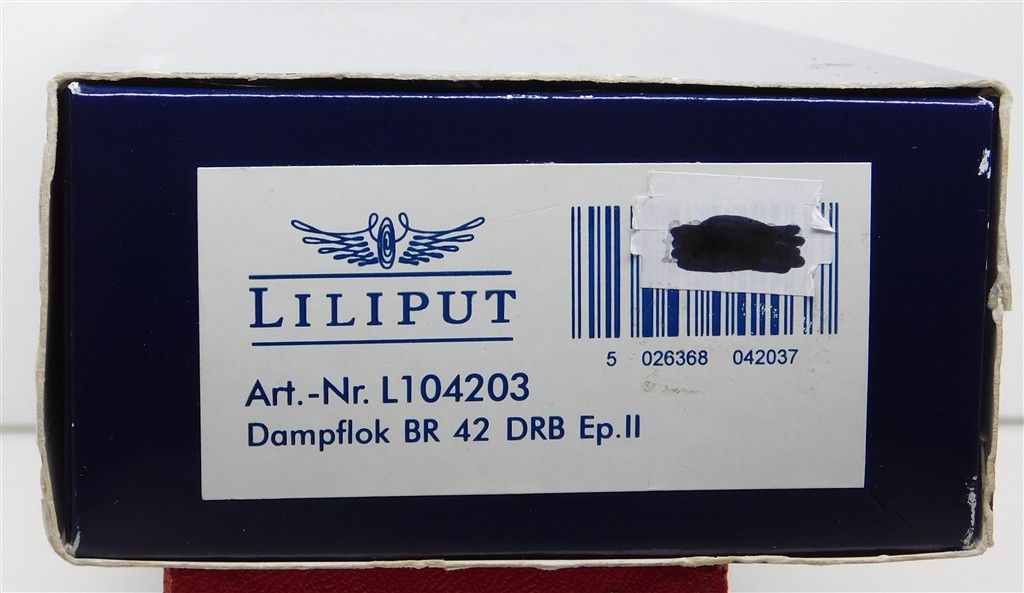 LILIPUT
5 026368 042037
Art.-Nr. L104203
Dampflok BR 42 DRB Ep.II